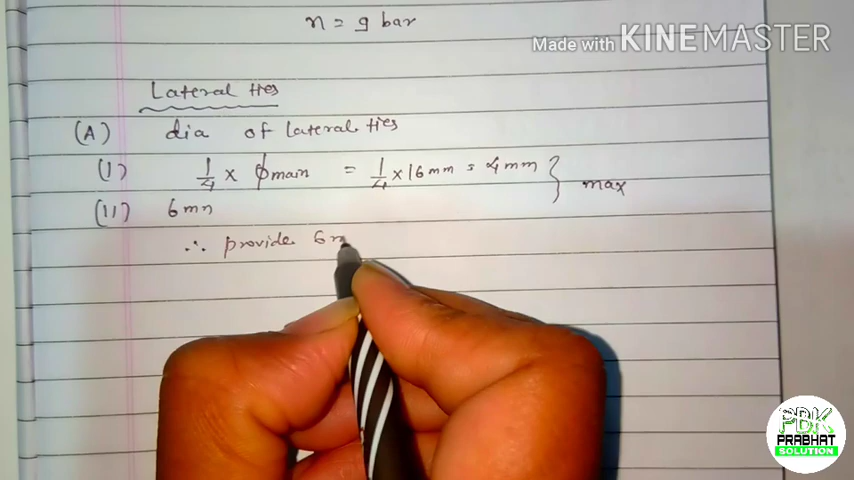 n = 9 bar
Made with KINEMASTER
Lateral ties
(A) dia of lateral ties
(I) 1/4 x ϕmain = 1/4 x 16mm = 4mm } max
(II) 6mm
∴ provide 6m
PBK
PRABHAT
SOLUTION